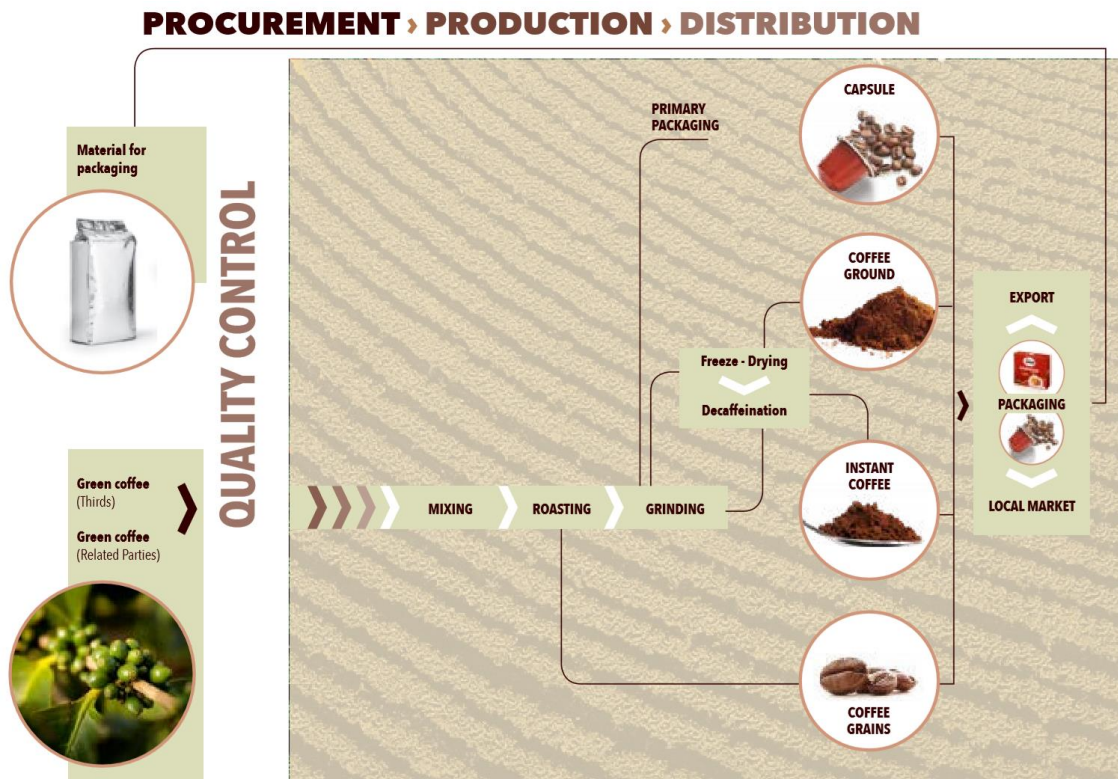 PROCUREMENT › PRODUCTION › DISTRIBUTION
Material for
packaging
QUALITY CONTROL
Green coffee
(Thirds)
Green coffee
(Related Parties)
MIXING
ROASTING
GRINDING
PRIMARY
PACKAGING
Freeze - Drying
Decaffeination
CAPSULE
COFFEE
GROUND
INSTANT
COFFEE
COFFEE
GRAINS
EXPORT
PACKAGING
LOCAL MARKET